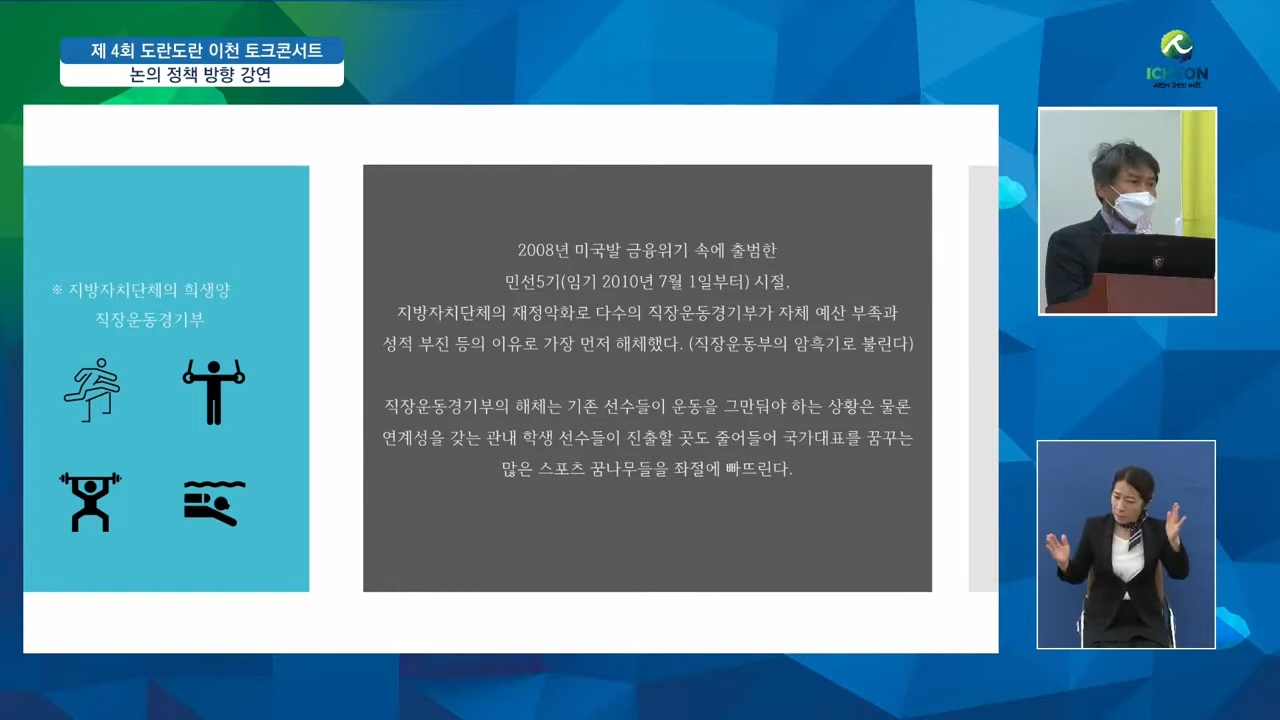 제 4회 도란도란 이천 토크콘서트
논의 정책 방향 강연
ICHEON
※ 지방자치단체의 희생양
직장운동경기부
2008년 미국발 금융위기 속에 출범한
민선5기(임기 2010년 7월 1일부터) 시절,
지방자치단체의 재정악화로 다수의 직장운동경기부가 자체 예산 부족과
성적 부진 등의 이유로 가장 먼저 해체했다. (직장운동부의 암흑기로 불린다)
직장운동경기부의 해체는 기존 선수들이 운동을 그만둬야 하는 상황은 물론
연계성을 갖는 관내 학생 선수들이 진출할 곳도 줄어들어 국가대표를 꿈꾸는
많은 스포츠 꿈나무들을 좌절에 빠뜨린다.